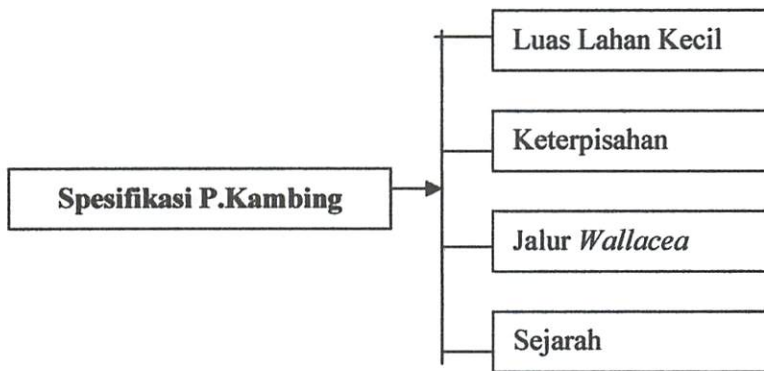 Luas Lahan Kecil
Keterpisahan
Spesifikasi P.Kambing
Jalur Wallacea
Sejarah